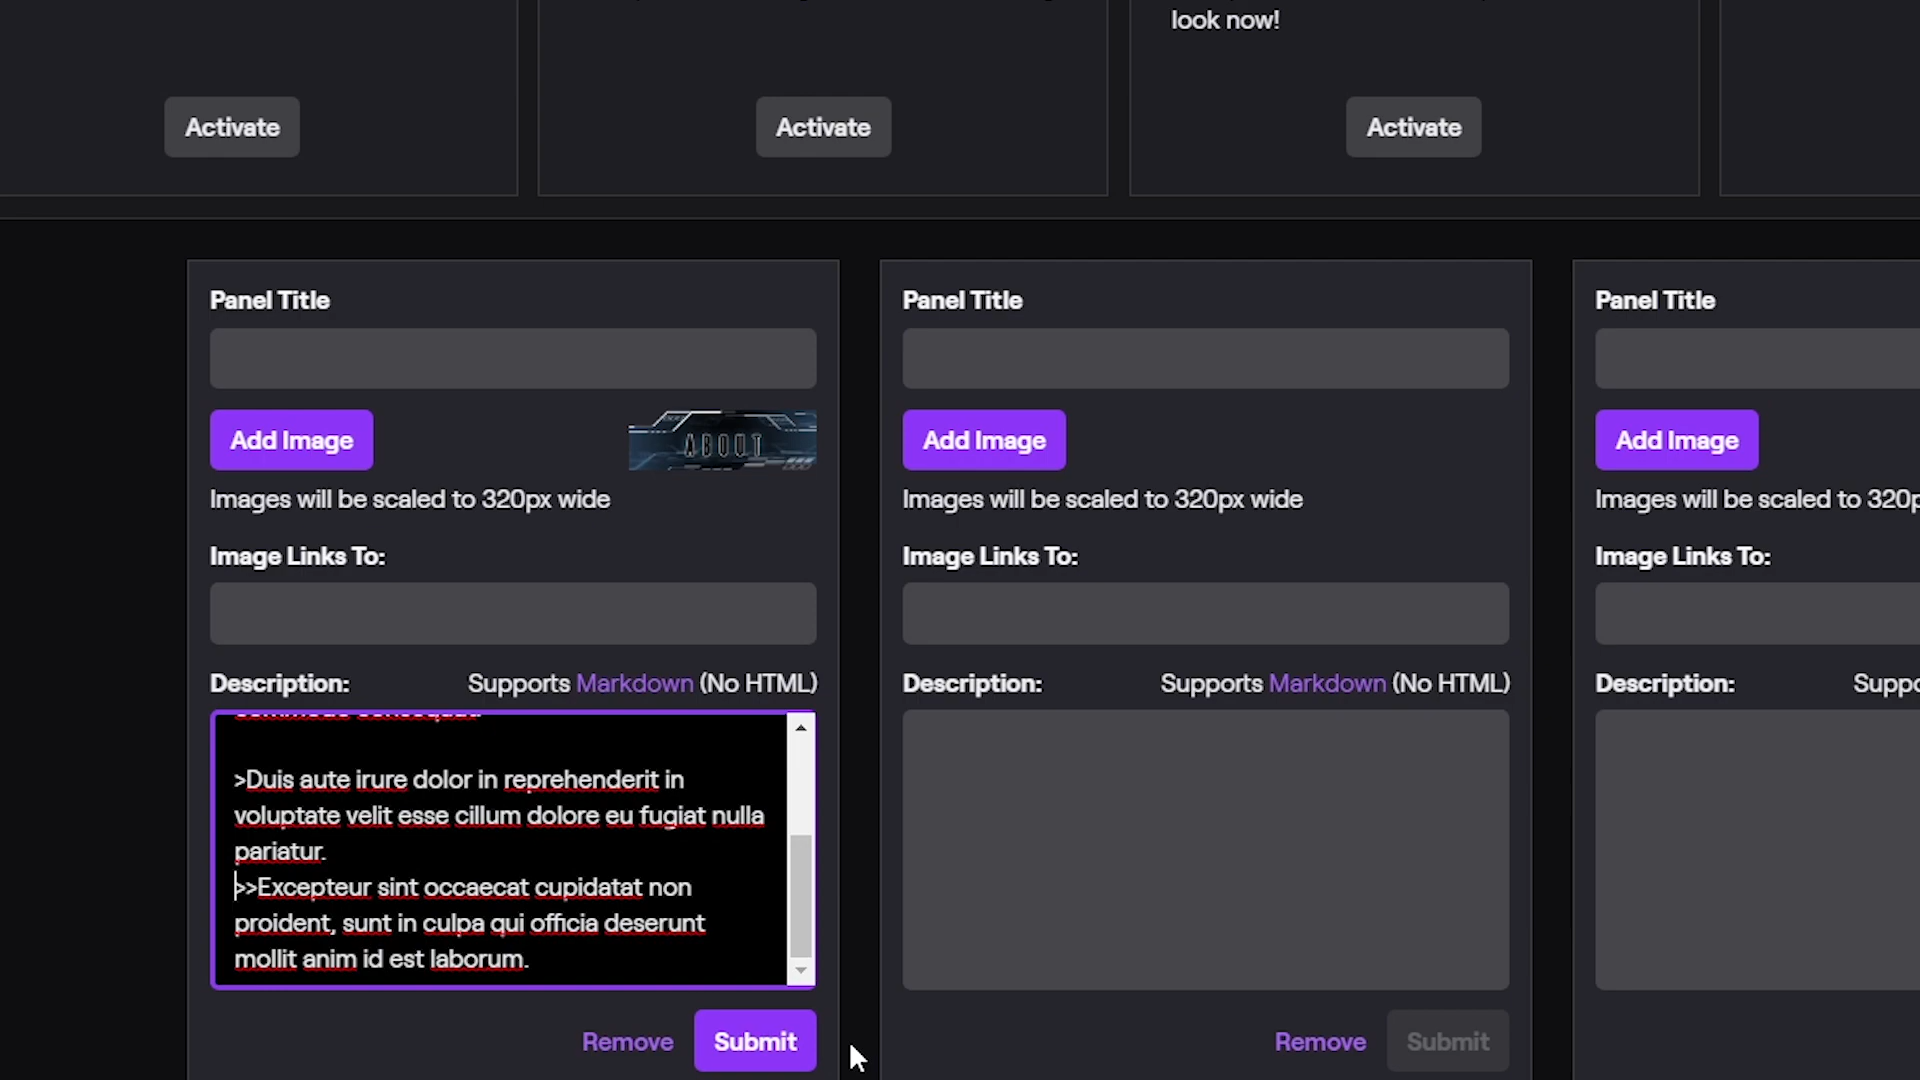 look now!
Activate
Activate
Activate
Panel Title
Add Image
ABOUT
Images will be scaled to 320px wide
Image Links To:
Description:
Supports Markdown (No HTML)
commodo consequat.
>Duis aute irure dolor in reprehenderit in
voluptate velit esse cillum dolore eu fugiat nulla
pariatur.
>>Excepteur sint occaecat cupidatat non
proident, sunt in culpa qui officia deserunt
mollit anim id est laborum.
Remove
Submit
Panel Title
Add Image
Images will be scaled to 320px wide
Image Links To:
Description:
Supports Markdown (No HTML)
Remove
Submit
Panel Title
Add Image
Images will be scaled to 320p
Image Links To:
Description:
Suppo